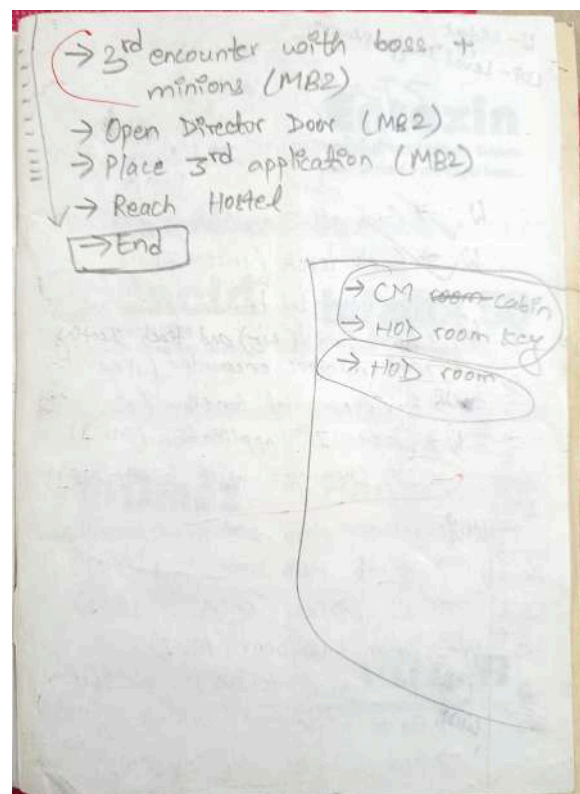 → 3rd encounter with boss +
minions (MB2)
→ Open Director Door (MB2)
→ Place 3rd application (MB2)
→ Reach Hostel
→ End
→ CM room cabin
→ HOD room key
→ HOD room